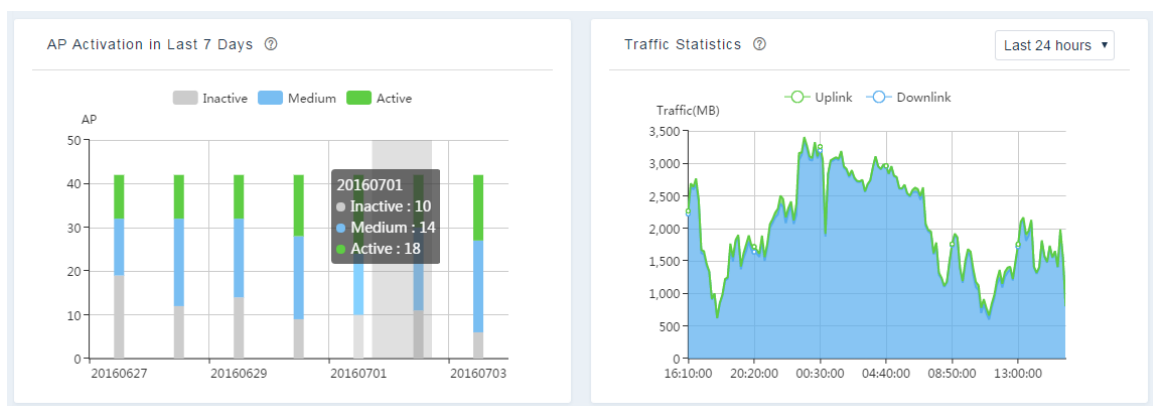 AP Activation in Last 7 Days ?
Inactive Medium Active
AP
50
40
30
20
10
0
20160627 20160629 20160701 20160703
20160701
Inactive : 10
Medium : 14
Active : 18
Traffic Statistics ?
Last 24 hours
Uplink Downlink
Traffic(MB)
3,500
3,000
2,500
2,000
1,500
1,000
500
0
16:10:00 20:20:00 00:30:00 04:40:00 08:50:00 13:00:00